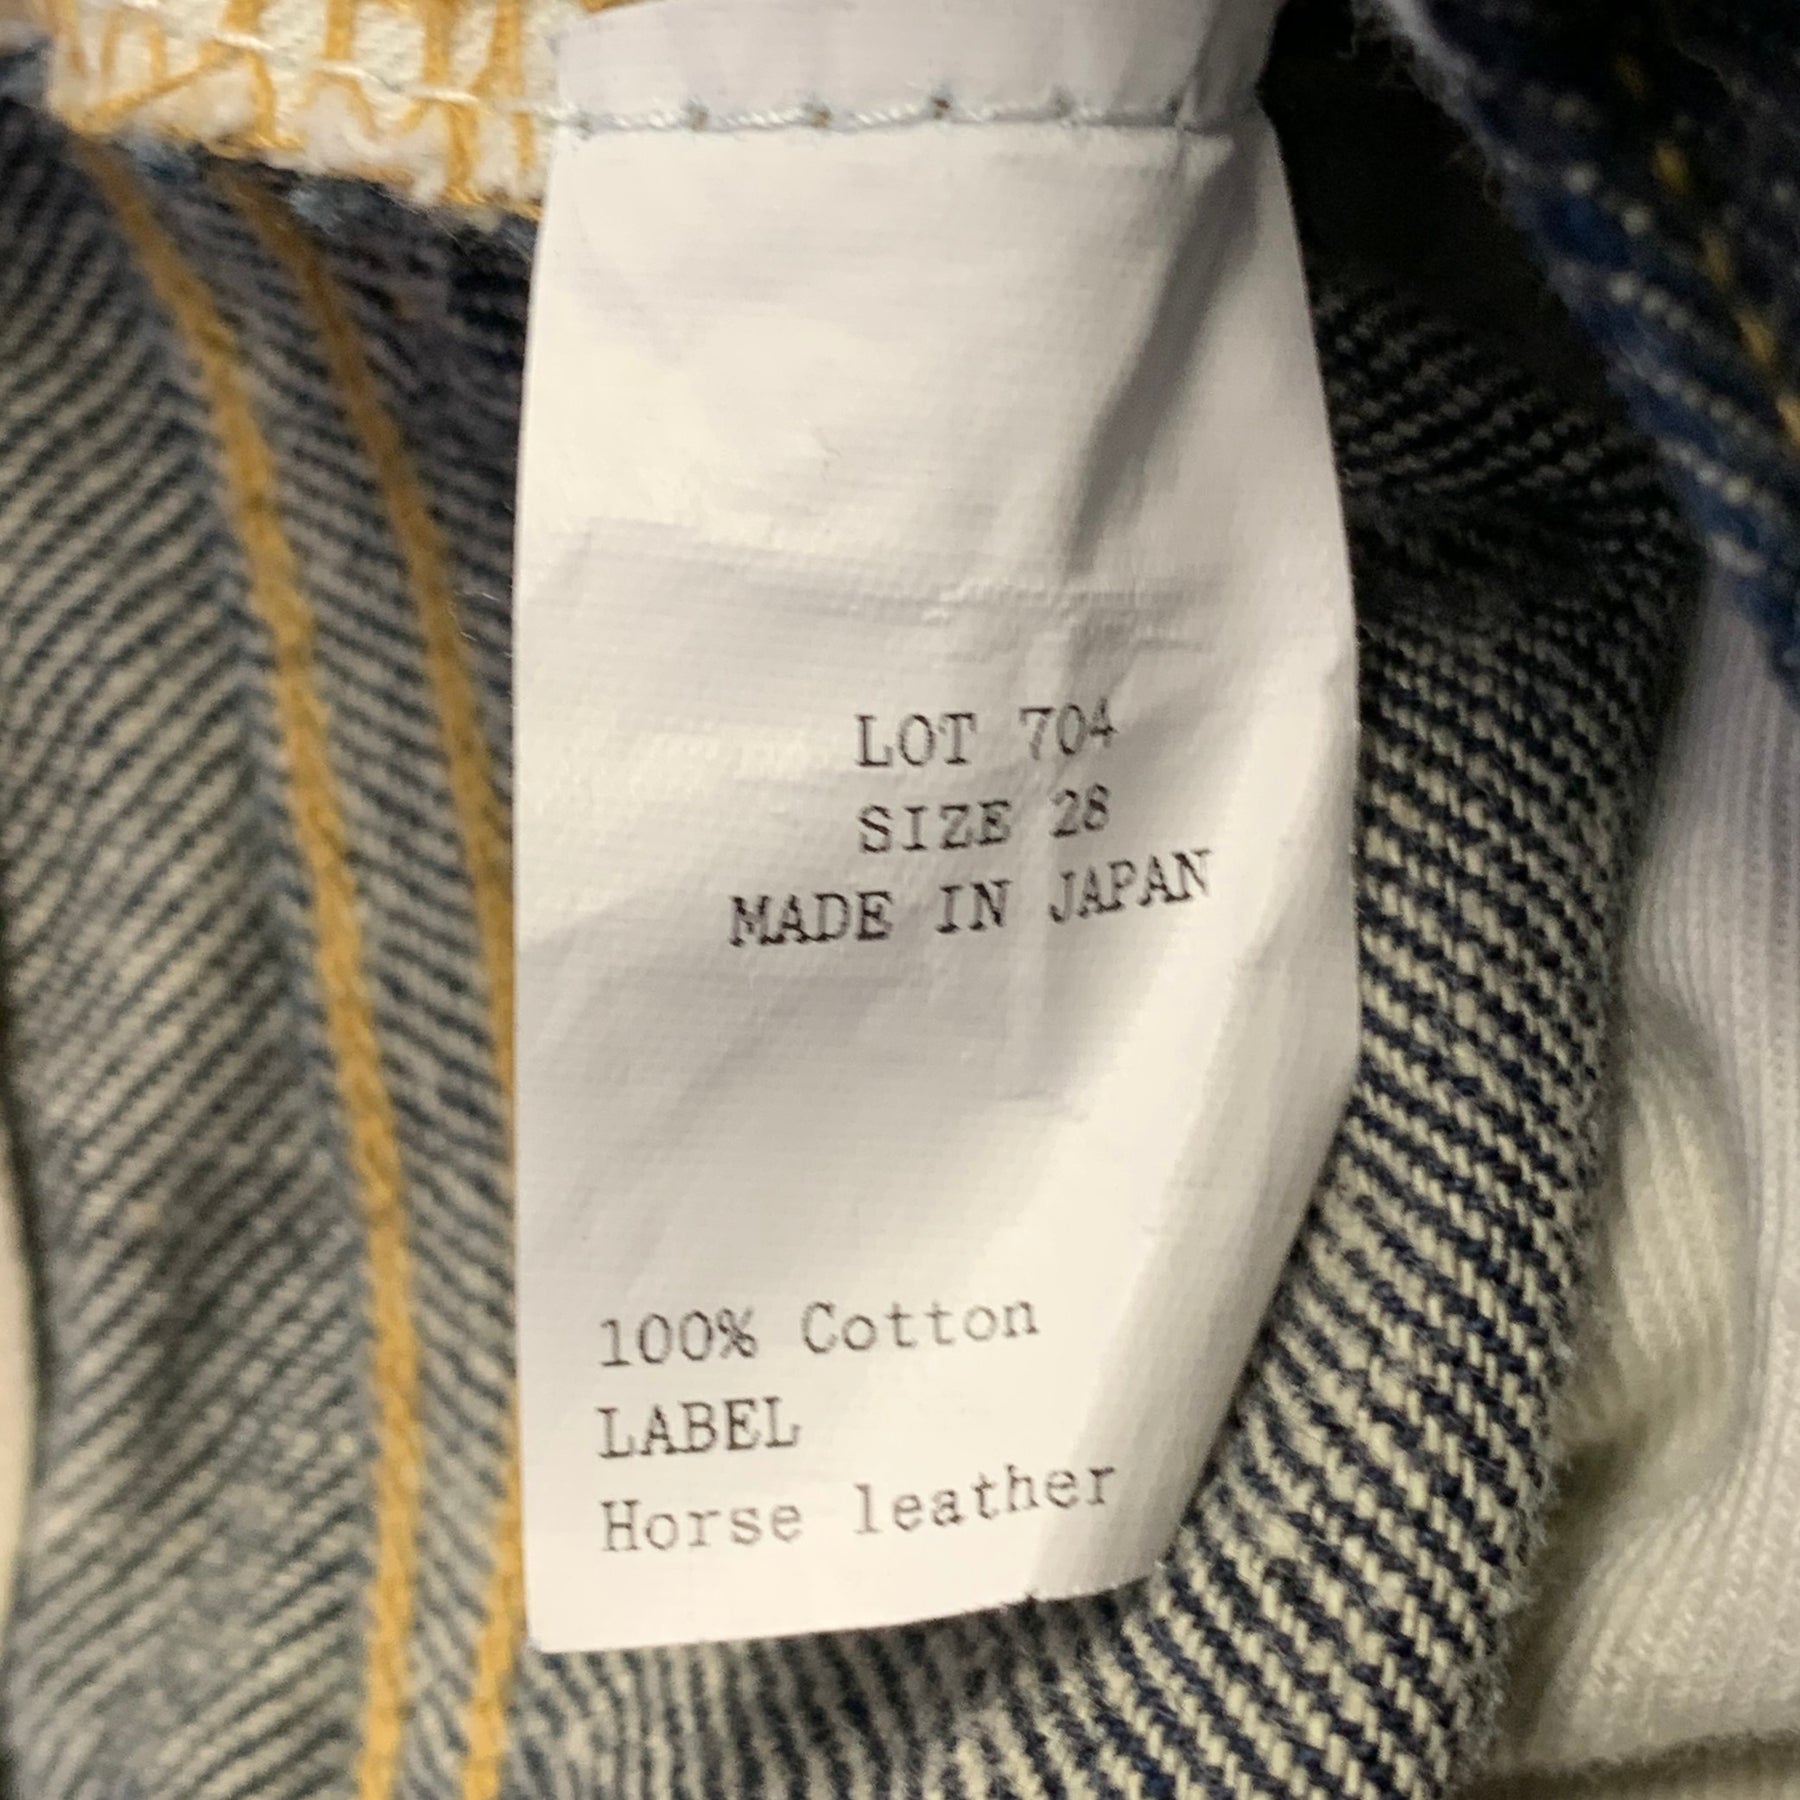 LOT 704
SIZE 28
MADE IN JAPAN
100% Cotton
LABEL
Horse leather